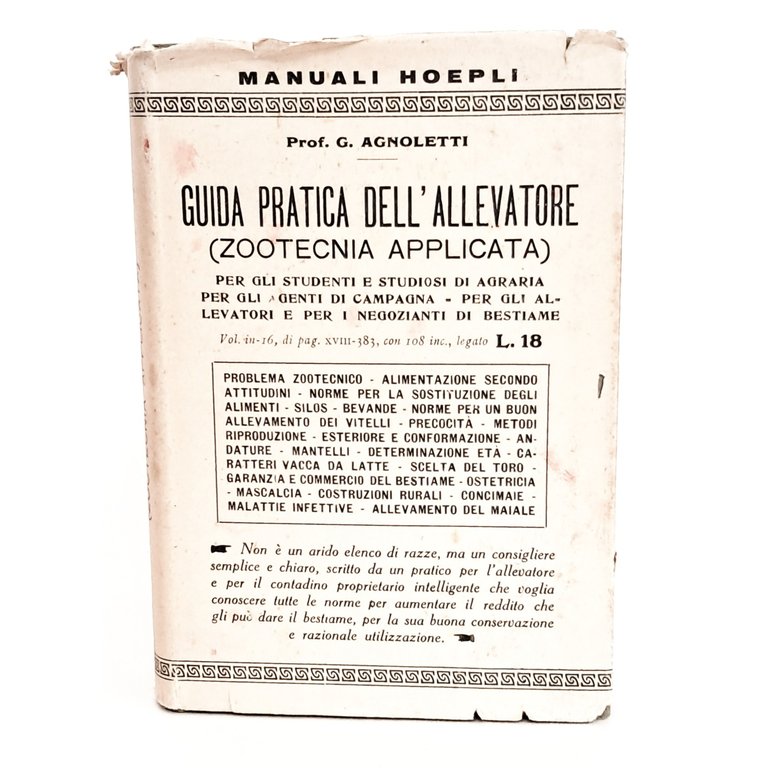 MANUALI HOEPLI
Prof. G. AGNOLETTI
GUIDA PRATICA DELL'ALLEVATORE
(ZOOTECNIA APPLICATA)
PER GLI STUDENTI E STUDIOSI DI AGRARIA
PER GLI AGENTI DI CAMPAGNA - PER GLI AL-
LEVATORI E PER I NEGOZIANTI DI BESTIAME
Vol. in-16, di pag. XVIII-383, con 108 inc., legato L. 18
PROBLEMA ZOOTECNICO - ALIMENTAZIONE SECONDO
ATTITUDINI - NORME PER LA SOSTITUZIONE DEGLI
ALIMENTI - SILOS - BEVANDE - NORME PER UN BUON
ALLEVAMENTO DEI VITELLI - PRECOCITÀ - METODI
RIPRODUZIONE - ESTERIORE E CONFORMAZIONE - AN-
DATURE - MANTELLI - DETERMINAZIONE ETÀ - CA-
RATTERI VACCA DA LATTE - SCELTA DEL TORO -
GARANZIA E COMMERCIO DEL BESTIAME - OSTETRICIA
- MASCALCIA - COSTRUZIONI RURALI - CONCIMAIE -
MALATTIE INFETTIVE - ALLEVAMENTO DEL MAIALE
Non è un arido elenco di razze, ma un consigliere
semplice e chiaro, scritto da un pratico per l'allevatore
e per il contadino proprietario intelligente che voglia
conoscere tutte le norme per aumentare il reddito che
gli può dare il bestiame, per la sua buona conservazione
e razionale utilizzazione.